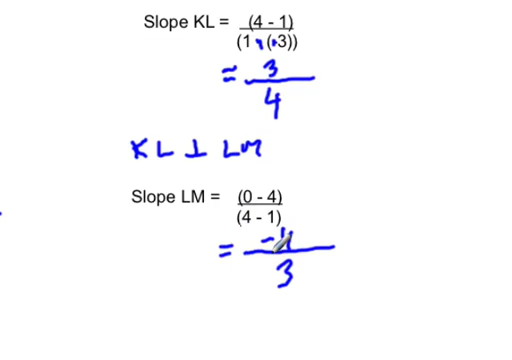 Slope KL = (4 - 1)
(1 - (-3))
= 3
4
KL ⊥ LM
Slope LM = (0 - 4)
(4 - 1)
= -4
3